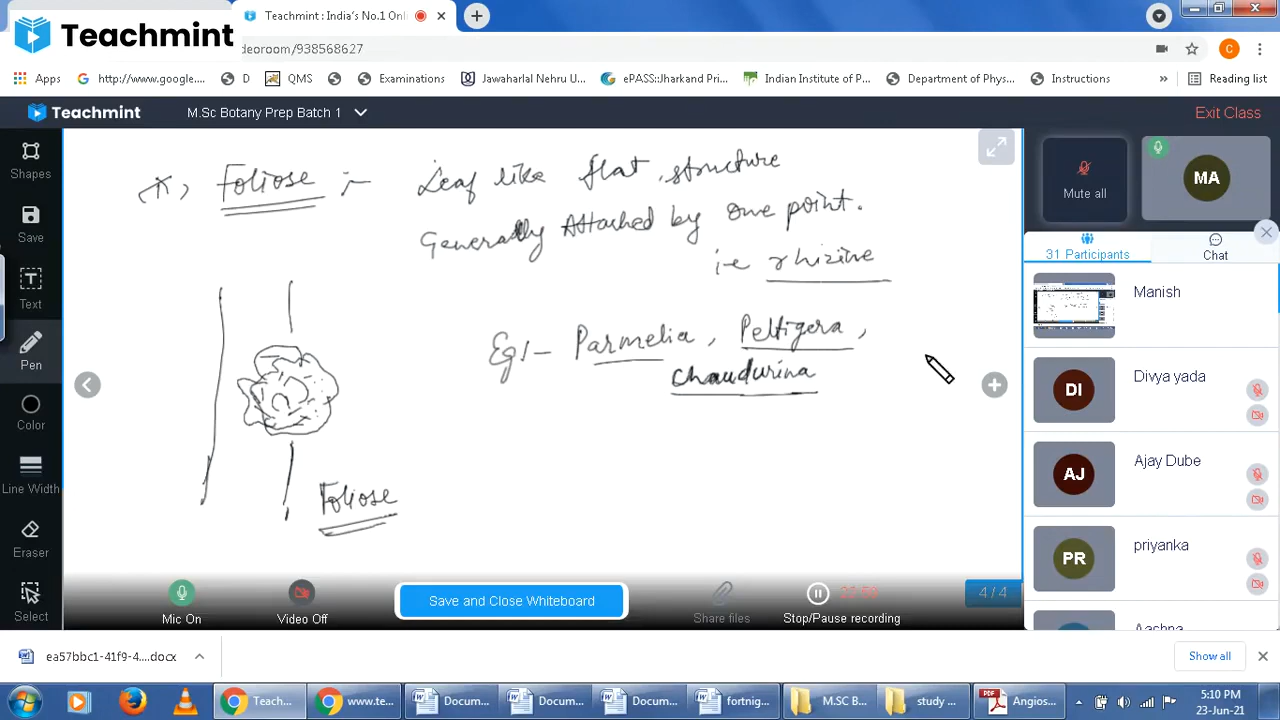 Teachmint : India's No.1 Onl
Teachmint
deoroom/938568627
Apps
http://www.google....
D
QMS
Examinations
Jawaharlal Nehru U...
ePASS::Jharkand Pri...
Indian Institute of P...
Department of Phys...
Instructions
»
Reading list
Teachmint
M.Sc Botany Prep Batch 1
Exit Class
Shapes
Save
Text
Pen
Color
Line Width
Eraser
Select
Foliose :- Leaf like flat, structure
Generally Attached by one point.
i.e rhizine
Eg:- Parmelia, Peltigera,
Chaudurina
Foliose
Mute all
MA
31 Participants
Chat
Manish
DI
Divya yada
AJ
Ajay Dube
PR
priyanka
Aashna
Mic On
Video Off
Save and Close Whiteboard
Share files
Stop/Pause recording
4 / 4
ea57bbc1-41f9-4....docx
Show all
Teach...
www.te...
Docum...
Docum...
Docum...
fortnig...
M.SC B...
study ...
Angios...
5:10 PM
23-Jun-21